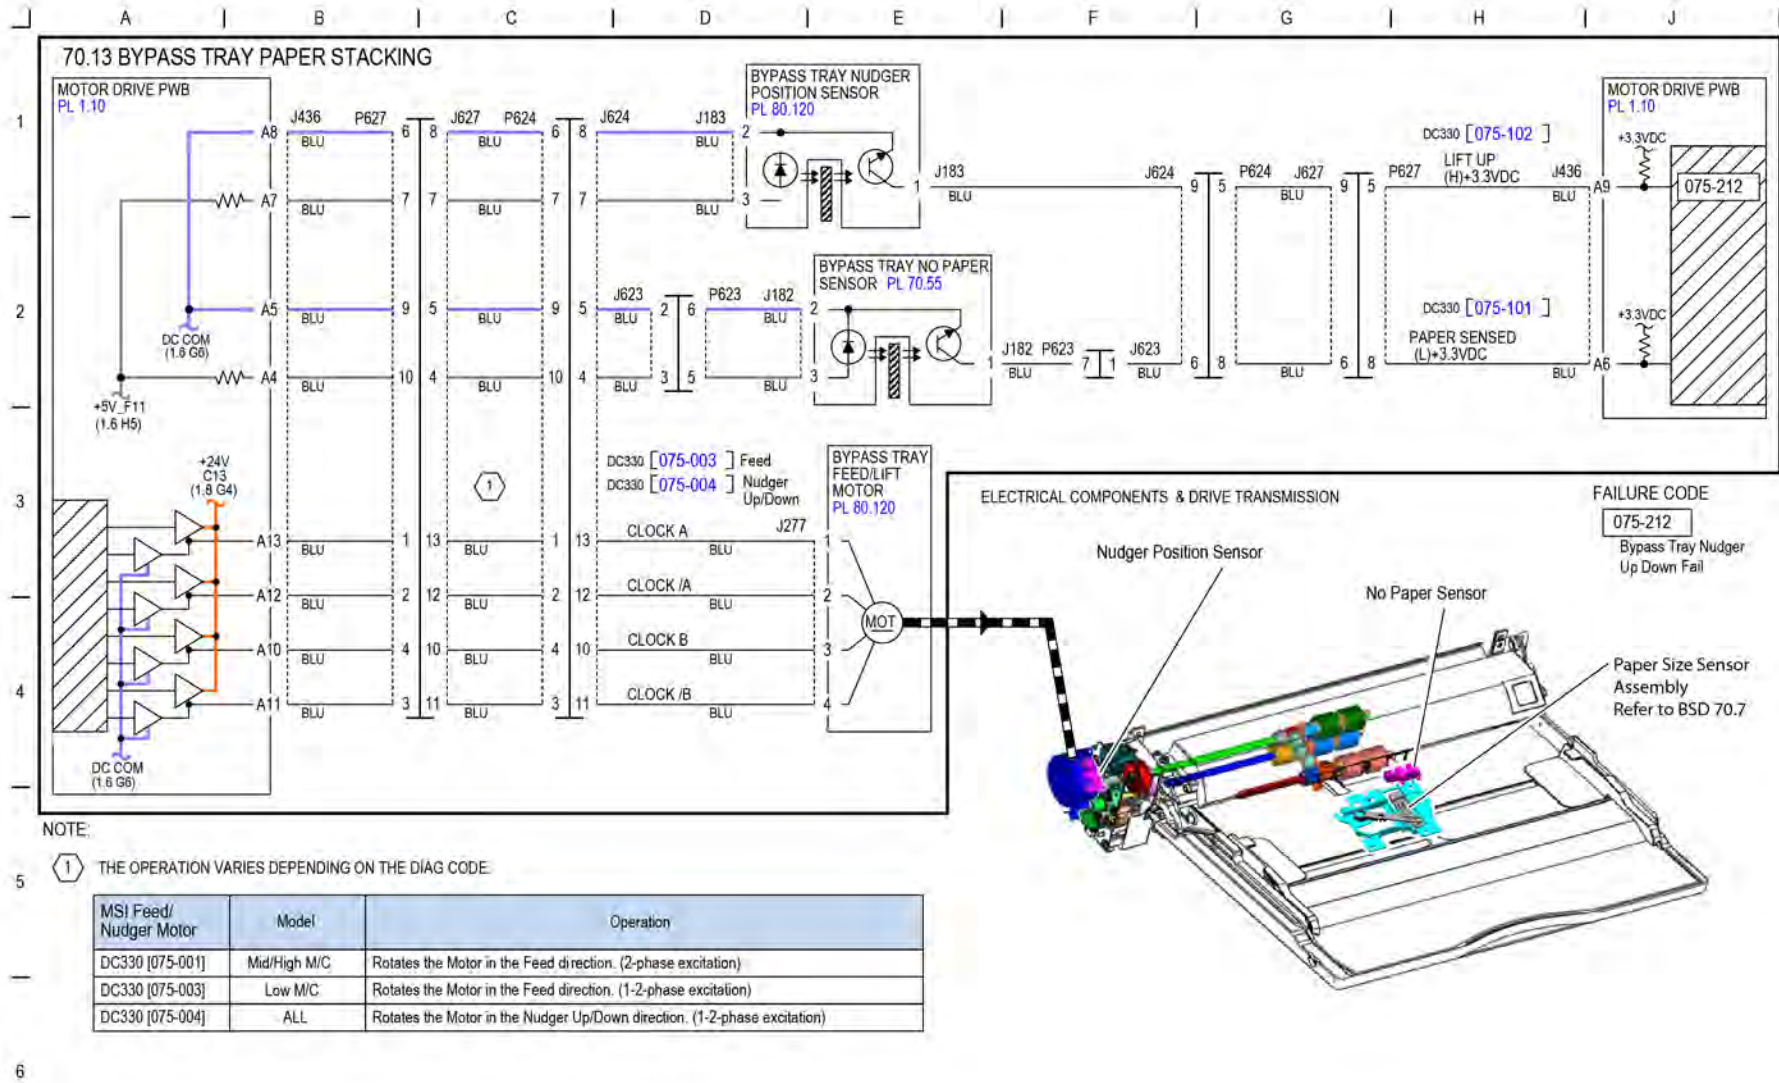 A B C D E F G H J
70.13 BYPASS TRAY PAPER STACKING
1
2
3
4
5
6
MOTOR DRIVE PWB
PL 1.10
A8
A7
A5
A4
DC COM
(1.6 G6)
+5V_F11
(1.6 H5)
+24V
C13
(1.6 G4)
A13
A12
A10
A11
DC COM
(1.6 G6)
J436 P627 6 8 J627 P624 6 8 J624 J183 2
BLU BLU BLU
7 7 7 7 3
BLU BLU BLU
9 5 9 5 J623 2 6 P623 J182 2
BLU BLU BLU BLU
10 4 10 4 3 5 3
BLU BLU BLU BLU
BYPASS TRAY NUDGER
POSITION SENSOR
PL 80.120
1 J183 J624 9 5 P624 J627 9 5 P627 J436 A9
BLU BLU BLU
DC330 [075-102]
LIFT UP
(H)+3.3VDC
BYPASS TRAY NO PAPER
SENSOR PL 70.55
1 J182 P623 7 1 J623 6 8 6 8 A6
BLU BLU BLU BLU
DC330 [075-101]
PAPER SENSED
(L)+3.3VDC
MOTOR DRIVE PWB
PL 1.10
+3.3VDC
075-212
+3.3VDC
1
DC330 [075-003] Feed
DC330 [075-004] Nudger
Up/Down
J277
BYPASS TRAY
FEED/LIFT
MOTOR
PL 80.120
BLU 1 13 BLU 1 13 CLOCK A BLU 1
BLU 2 12 BLU 2 12 CLOCK /A BLU 2
BLU 4 10 BLU 4 10 CLOCK B BLU 3
BLU 3 11 BLU 3 11 CLOCK /B BLU 4
MOT
ELECTRICAL COMPONENTS & DRIVE TRANSMISSION
FAILURE CODE
075-212
Bypass Tray Nudger
Up Down Fail
Nudger Position Sensor
No Paper Sensor
Paper Size Sensor
Assembly
Refer to BSD 70.7
NOTE:
1 THE OPERATION VARIES DEPENDING ON THE DIAG CODE.
MSI Feed/
Nudger Motor
Model
Operation
DC330 [075-001] Mid/High M/C Rotates the Motor in the Feed direction. (2-phase excitation)
DC330 [075-003] Low M/C Rotates the Motor in the Feed direction. (1-2-phase excitation)
DC330 [075-004] ALL Rotates the Motor in the Nudger Up/Down direction. (1-2-phase excitation)